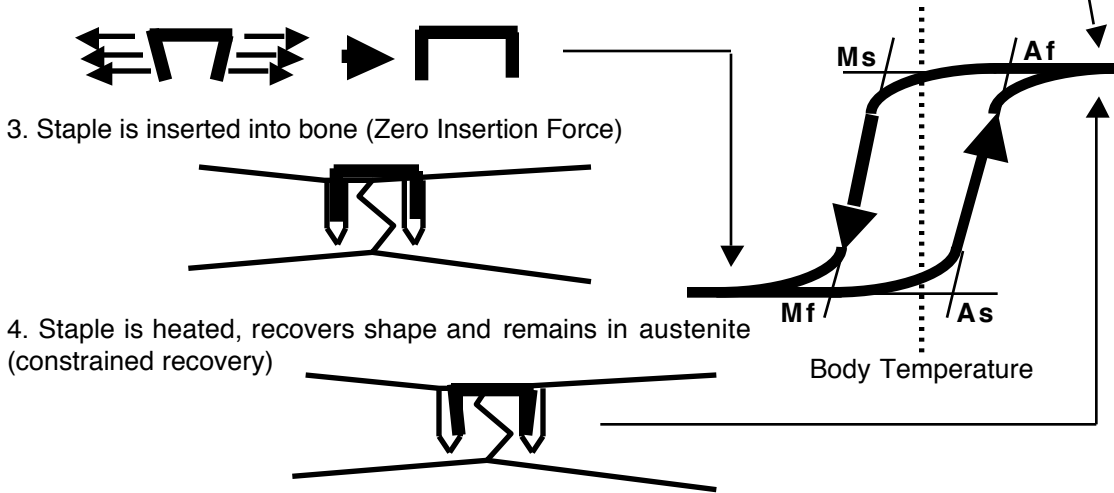 Ms
Af
3. Staple is inserted into bone (Zero Insertion Force)
Mf
As
4. Staple is heated, recovers shape and remains in austenite
(constrained recovery)
Body Temperature